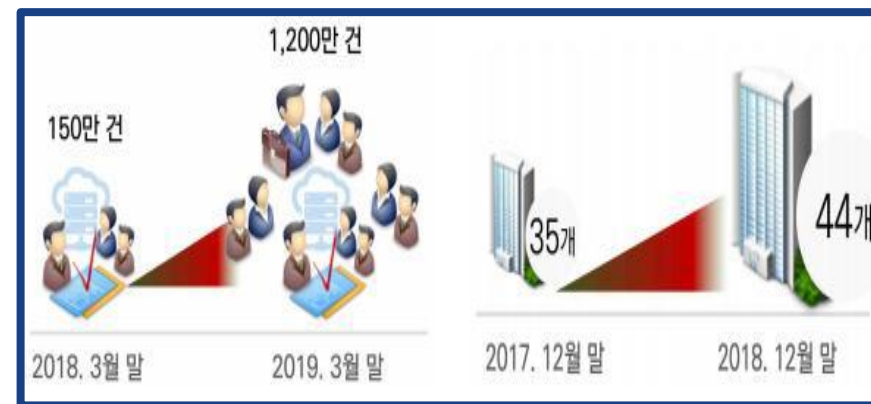 1,200만 건
150만 건
2018. 3월 말
2019. 3월 말
35개
44개
2017. 12월 말
2018. 12월 말